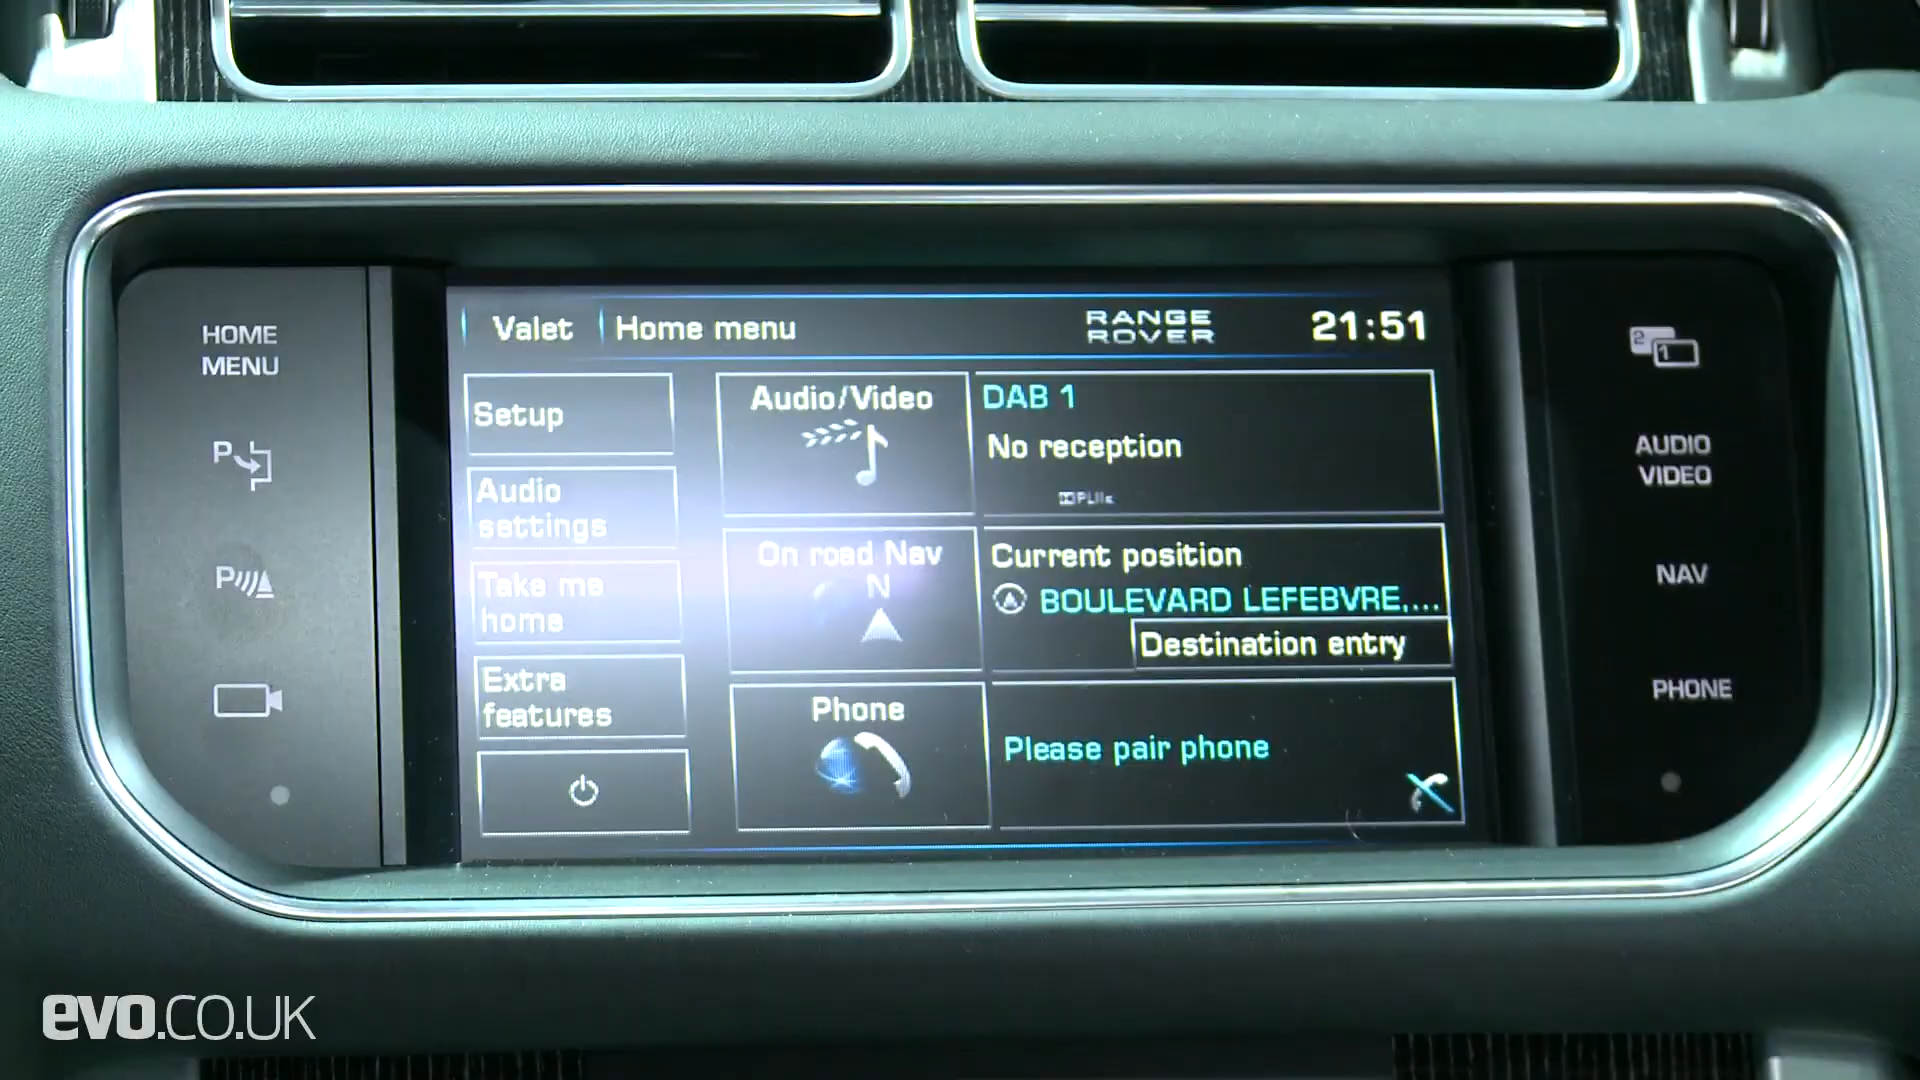 HOME
MENU
P
P
Valet
Home menu
RANGE
ROVER
21:51
Setup
Audio
settings
Take me
home
Extra
features
Audio/Video
DAB 1
No reception
On road Nav
N
Current position
BOULEVARD LEFEBVRE,...
Destination entry
Phone
Please pair phone
2
1
AUDIO
VIDEO
NAV
PHONE
evo.CO.UK